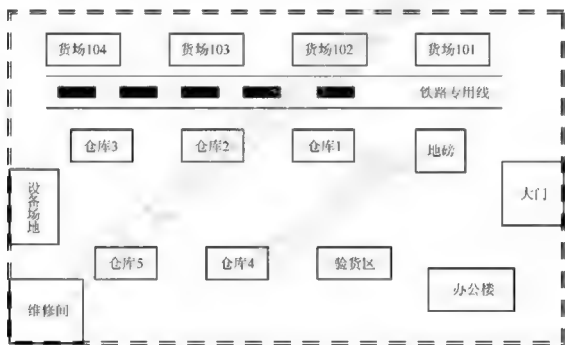 货场104
货场103
货场102
货场101
铁路专用线
仓库3
仓库2
仓库1
地磅
设备场地
大门
仓库5
仓库4
验货区
办公楼
维修间